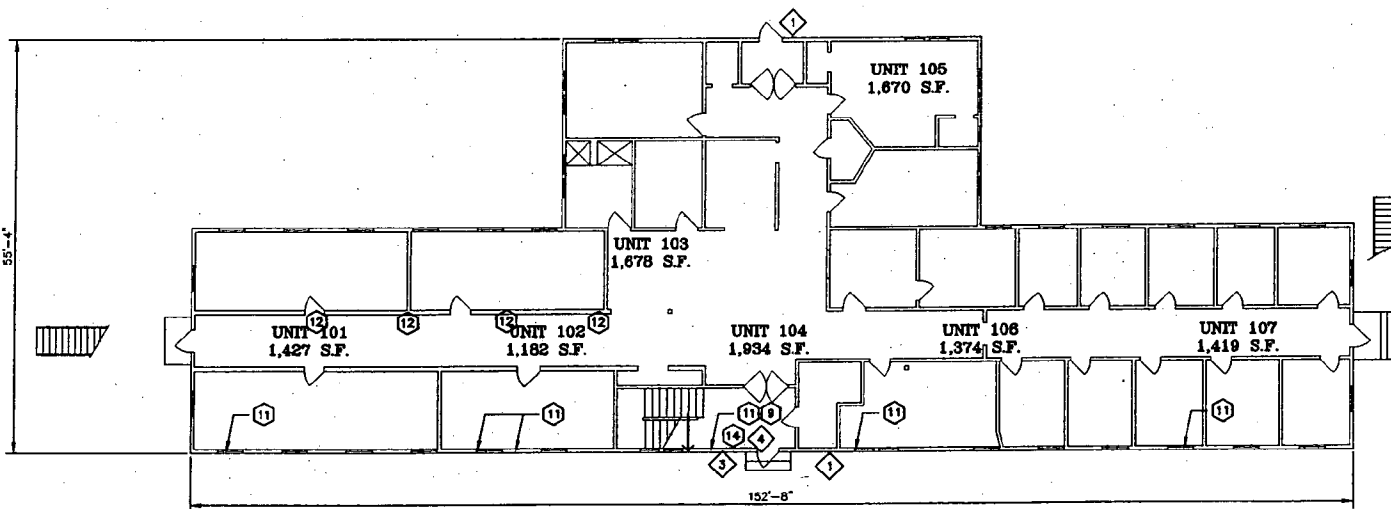 1
UNIT 105
1,670 S.F.
55'-4"
UNIT 103
1,678 S.F.
12
12
12
12
UNIT 101
1,427 S.F.
UNIT 102
1,182 S.F.
UNIT 104
1,934 S.F.
UNIT 106
1,374 S.F.
UNIT 107
1,419 S.F.
11
11
11
9
11
11
14
4
3
1
152'-8"